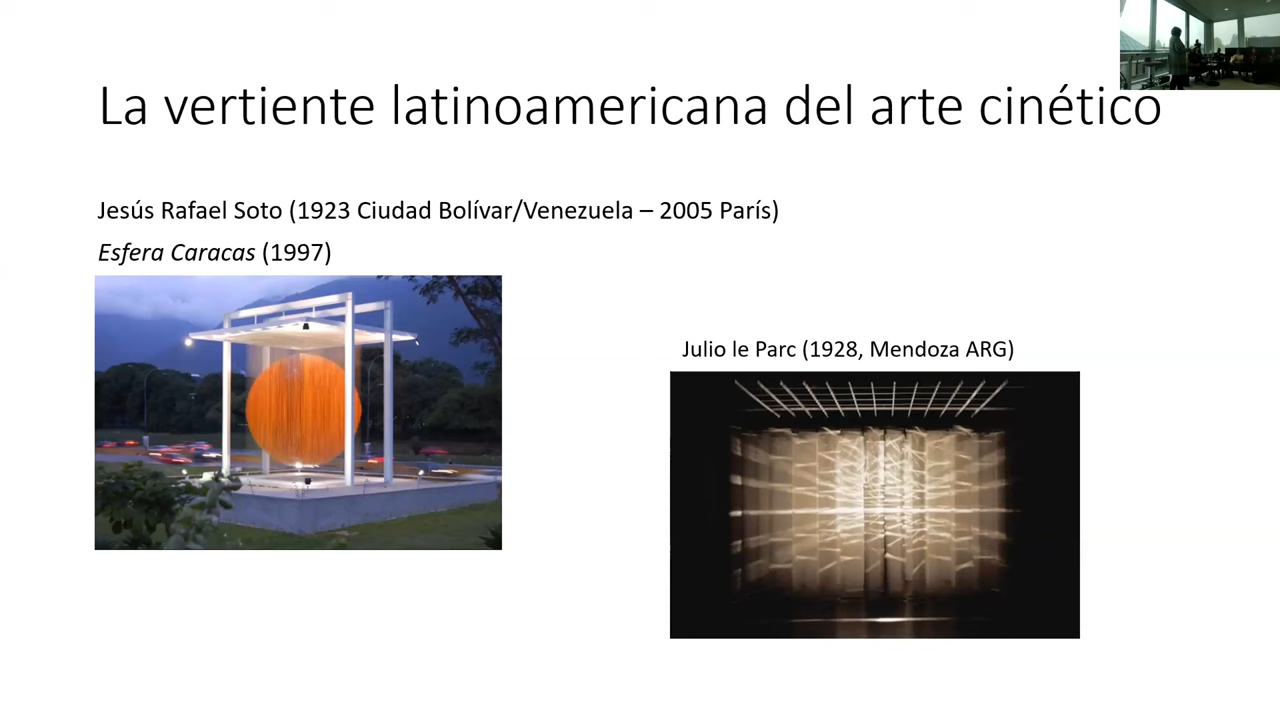 La vertiente latinoamericana del arte cinético
Jesús Rafael Soto (1923 Ciudad Bolívar/Venezuela – 2005 París)
Esfera Caracas (1997)
Julio le Parc (1928, Mendoza ARG)